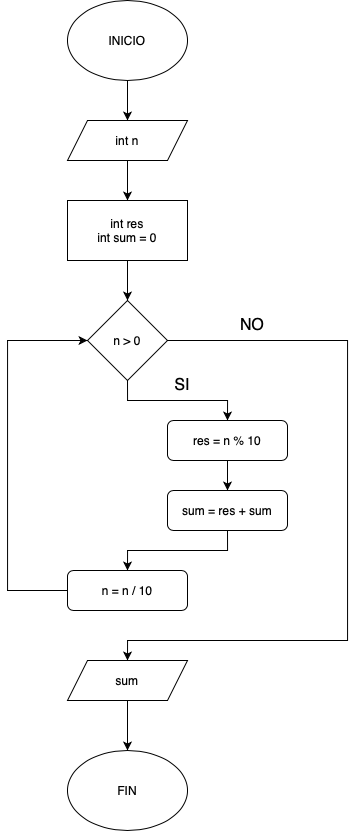 INICIO
int n
int res
int sum = 0
n > 0
NO
SI
res = n % 10
sum = res + sum
n = n / 10
sum
FIN